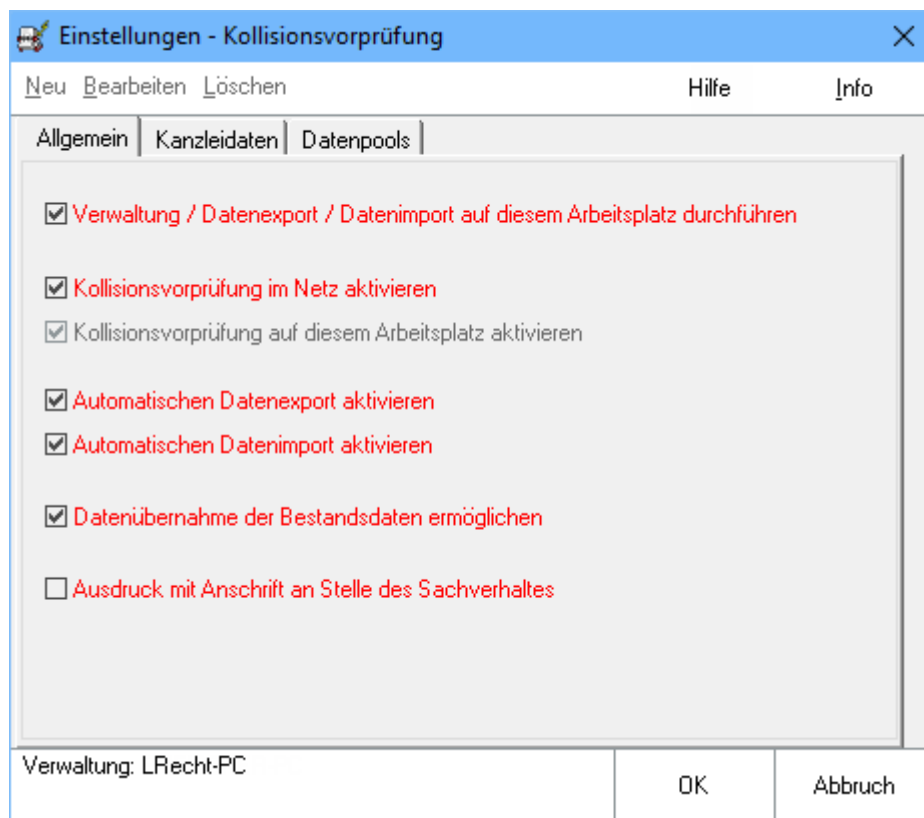 Einstellungen - Kollisionsvorprüfung
Neu Bearbeiten Löschen Hilfe Info
Allgemein Kanzleidaten Datenpools
Verwaltung / Datenexport / Datenimport auf diesem Arbeitsplatz durchführen
Kollisionsvorprüfung im Netz aktivieren
Kollisionsvorprüfung auf diesem Arbeitsplatz aktivieren
Automatischen Datenexport aktivieren
Automatischen Datenimport aktivieren
Datenübernahme der Bestandsdaten ermöglichen
Ausdruck mit Anschrift an Stelle des Sachverhaltes
Verwaltung: LRecht-PC
OK Abbruch